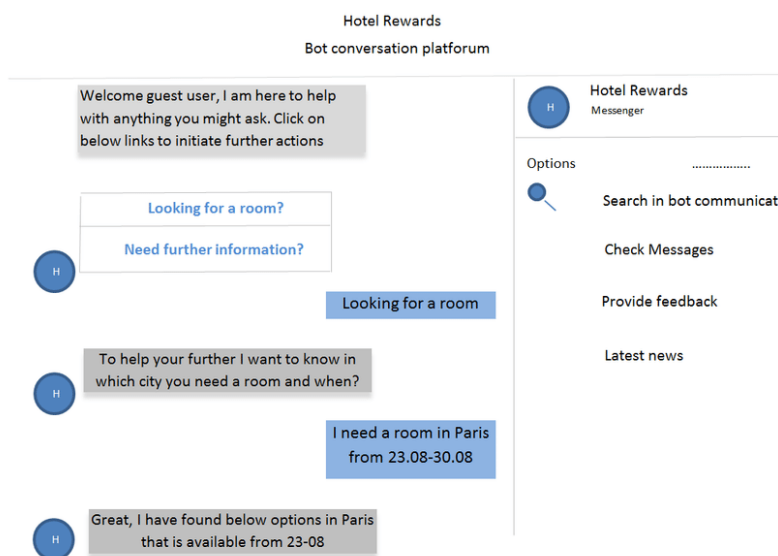 Hotel Rewards
Bot conversation platforum
Welcome guest user, I am here to help
with anything you might ask. Click on
below links to initiate further actions
Looking for a room?
Need further information?
H
Looking for a room
To help your further I want to know in
which city you need a room and when?
H
I need a room in Paris
from 23.08-30.08
Great, I have found below options in Paris
that is available from 23-08
H
H
Hotel Rewards
Messenger
Options
..................
Search in bot communicat
Check Messages
Provide feedback
Latest news